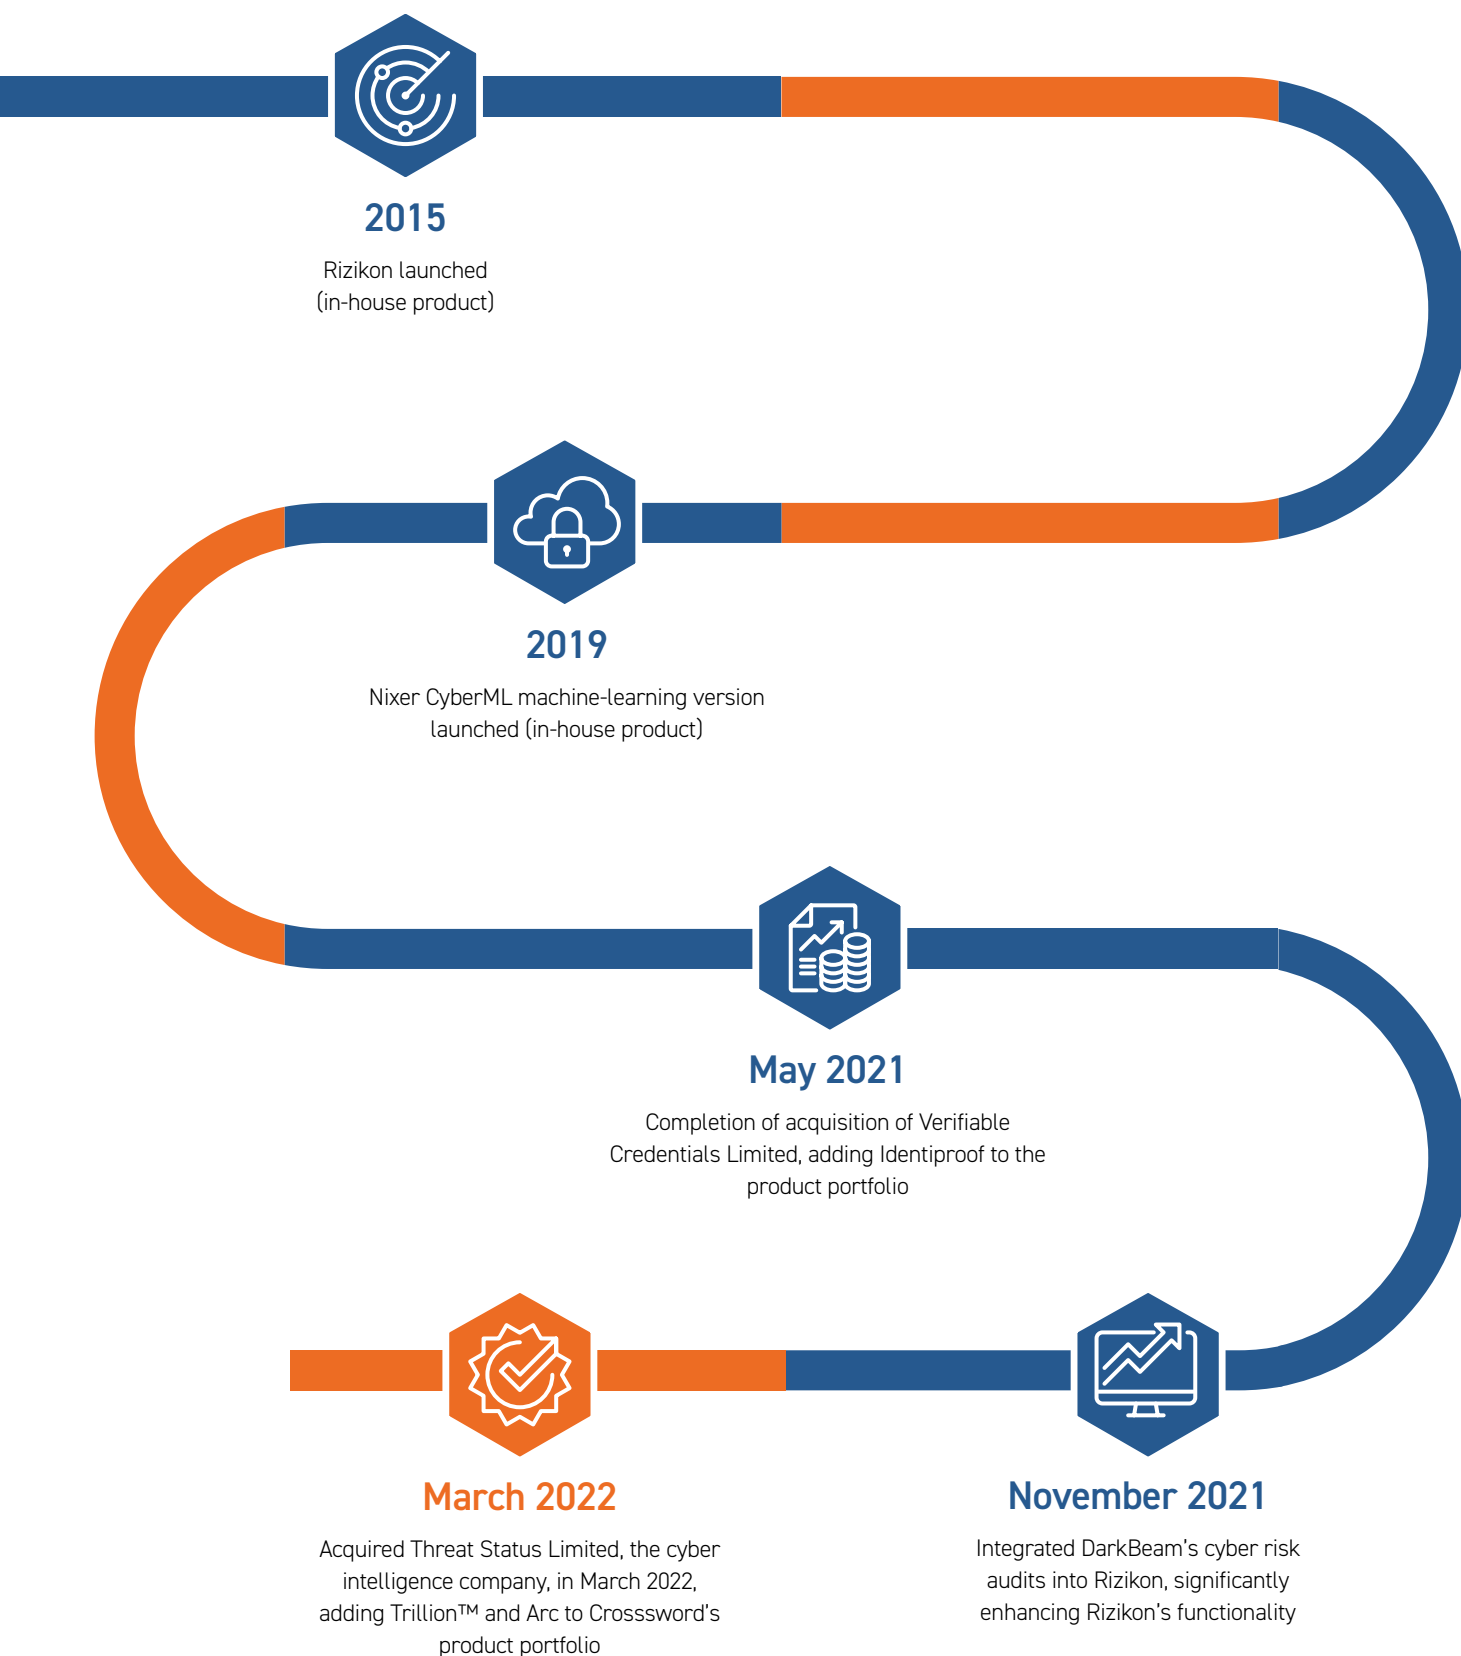 2015
Rizikon launched
(in-house product)
2019
Nixer CyberML machine-learning version
launched (in-house product)
May 2021
Completion of acquisition of Verifiable
Credentials Limited, adding Identiproof to the
product portfolio
November 2021
Integrated DarkBeam's cyber risk
audits into Rizikon, significantly
enhancing Rizikon's functionality
March 2022
Acquired Threat Status Limited, the cyber
intelligence company, in March 2022,
adding Trillion™ and Arc to Crosssword's
product portfolio